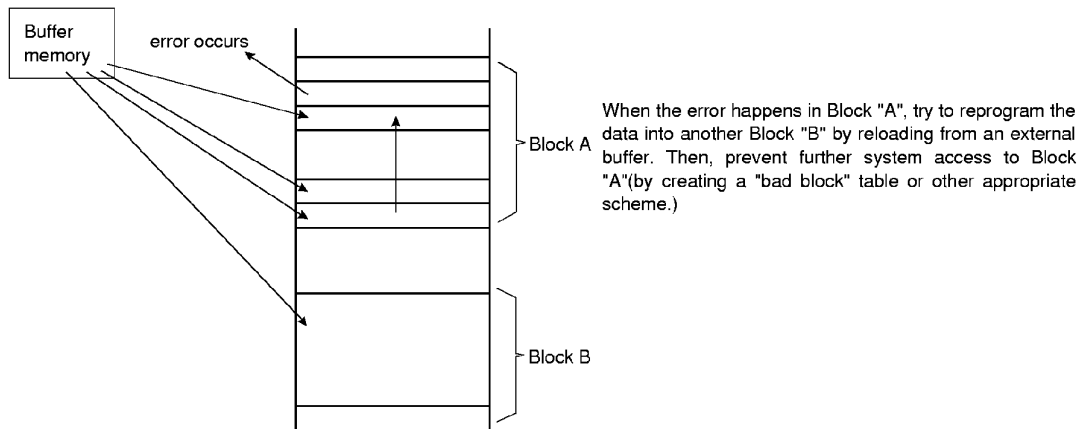 Buffer
memory
error occurs
Block A
When the error happens in Block "A", try to reprogram the
data into another Block "B" by reloading from an external
buffer. Then, prevent further system access to Block
"A"(by creating a "bad block" table or other appropriate
scheme.)
Block B